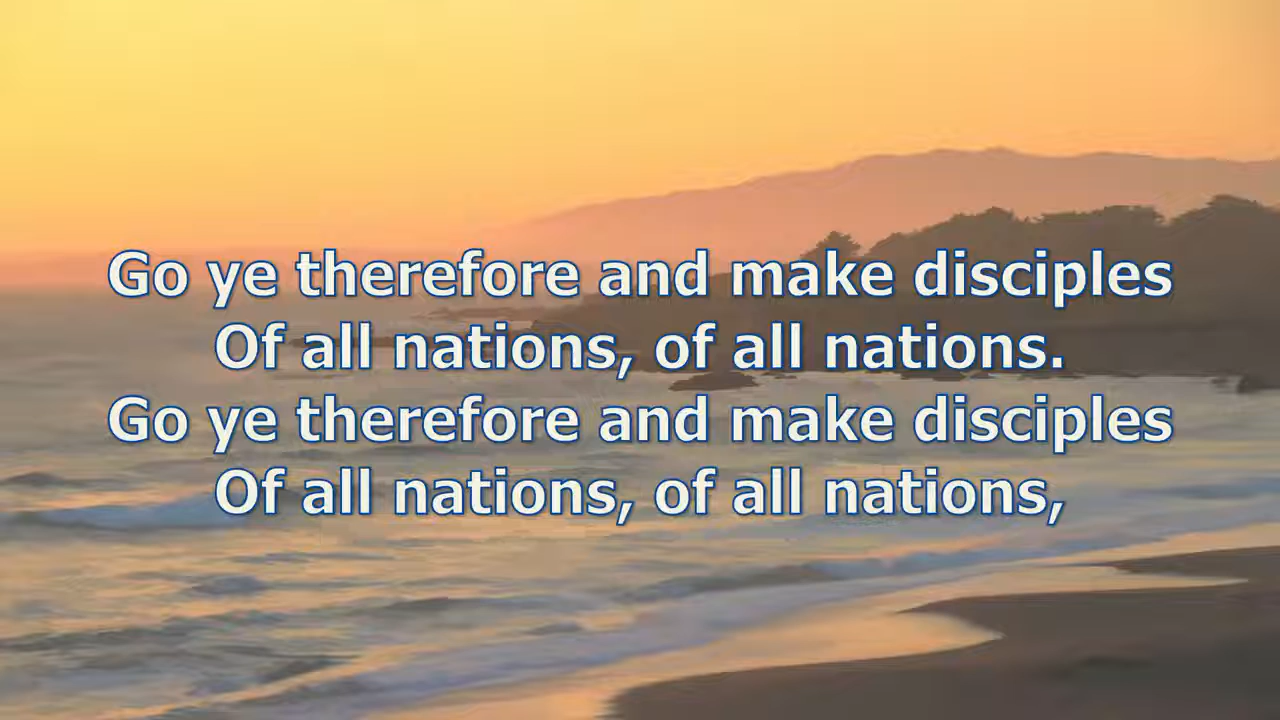 Go ye therefore and make disciples
Of all nations, of all nations.
Go ye therefore and make disciples
Of all nations, of all nations,